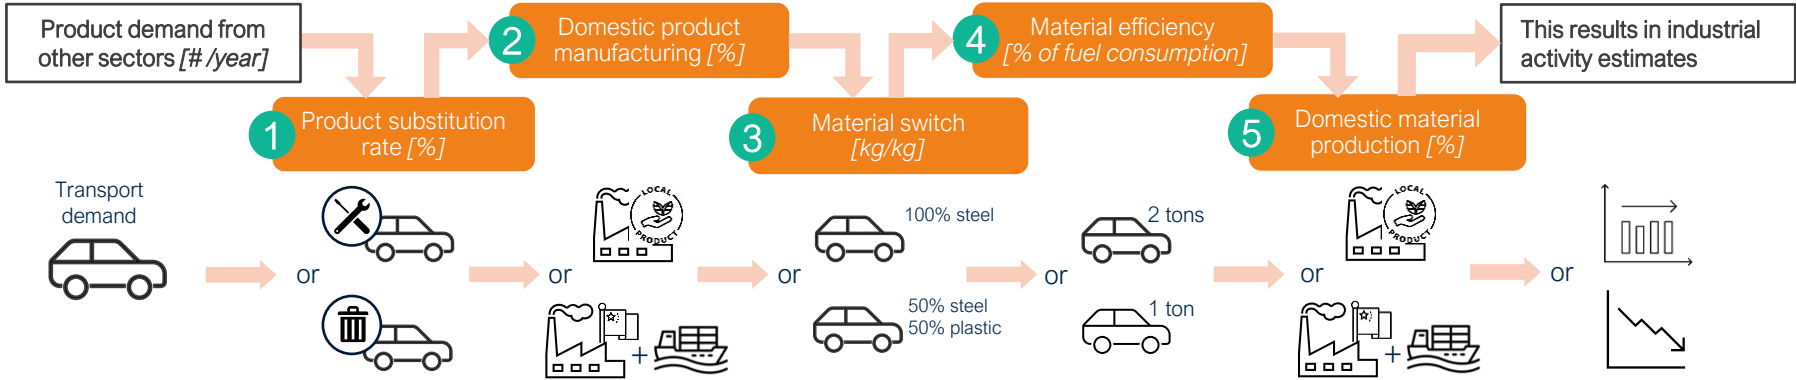 Product demand from
other sectors [# /year]
1
Product substitution
rate [%]
2
Domestic product
manufacturing [%]
3
Material switch
[kg/kg]
4
Material efficiency
[% of fuel consumption]
5
Domestic material
production [%]
This results in industrial
activity estimates
Transport
demand
or
LOCAL
PRODUCT
or
+
100% steel
or
50% steel
50% plastic
2 tons
or
1 ton
LOCAL
PRODUCT
or
+
or